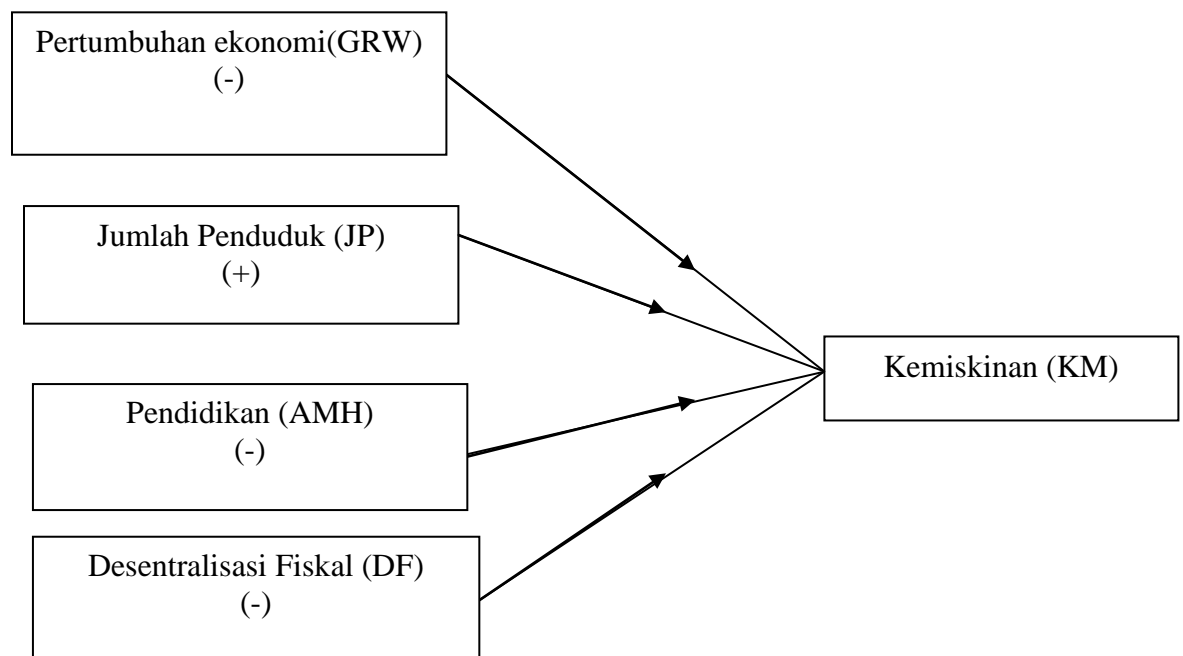 Pertumbuhan ekonomi(GRW)
(-)
Jumlah Penduduk (JP)
(+)
Pendidikan (AMH)
(-)
Desentralisasi Fiskal (DF)
(-)
Kemiskinan (KM)